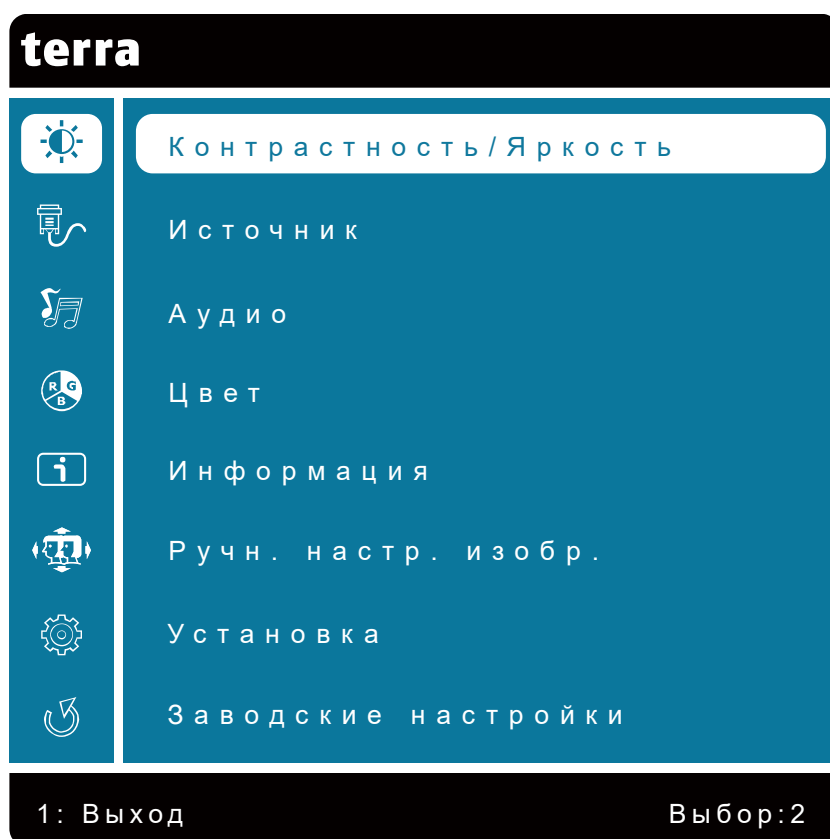 terra
Контрастность/Яркость
Источник
Аудио
R G
B
Цвет
i
Информация
Ручн. настр. изобр.
Установка
Заводские настройки
1: Выход
Выбор:2